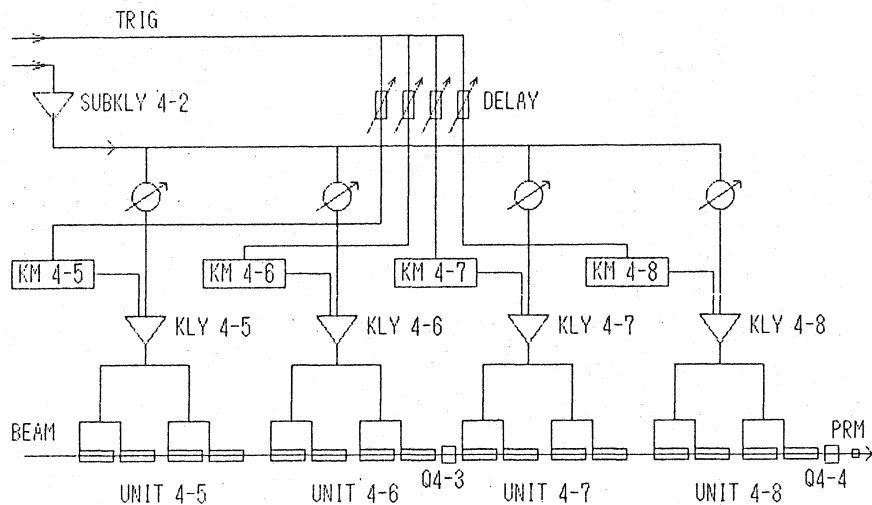 TRIG
SUBKLY 4-2
DELAY
KM 4-5
KM 4-6
KM 4-7
KM 4-8
KLY 4-5
KLY 4-6
KLY 4-7
KLY 4-8
BEAM
PRM
Q4-3
Q4-4
UNIT 4-5
UNIT 4-6
UNIT 4-7
UNIT 4-8